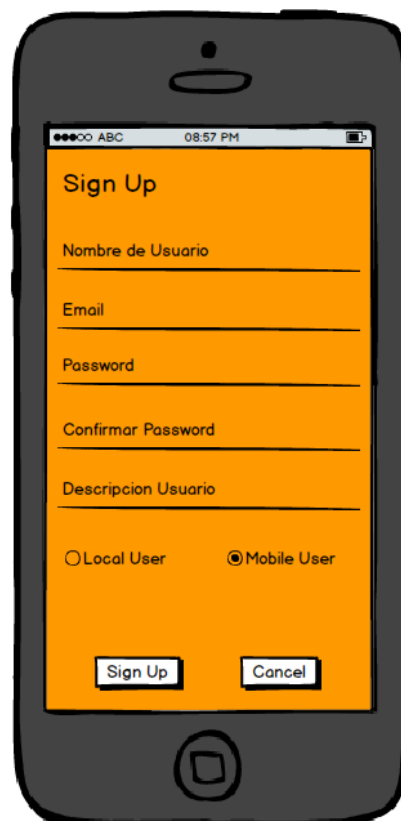 ABC 08:57 PM
Sign Up
Nombre de Usuario
Email
Password
Confirmar Password
Descripcion Usuario
Local User Mobile User
Sign Up Cancel